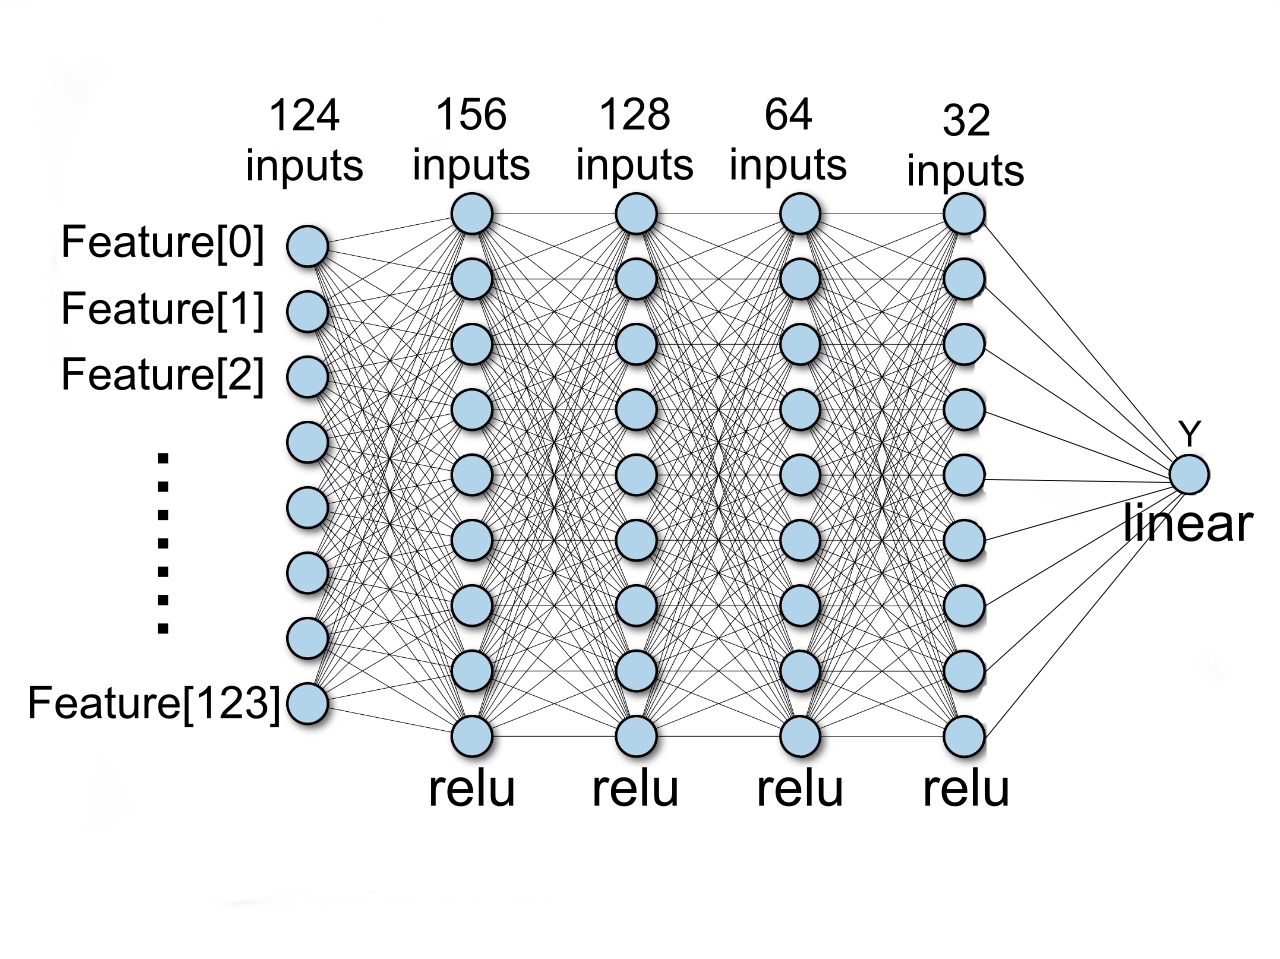 124
inputs
156
inputs
128
inputs
64
inputs
32
inputs
Feature[0]
Feature[1]
Feature[2]
Feature[123]
Y
linear
relu
relu
relu
relu